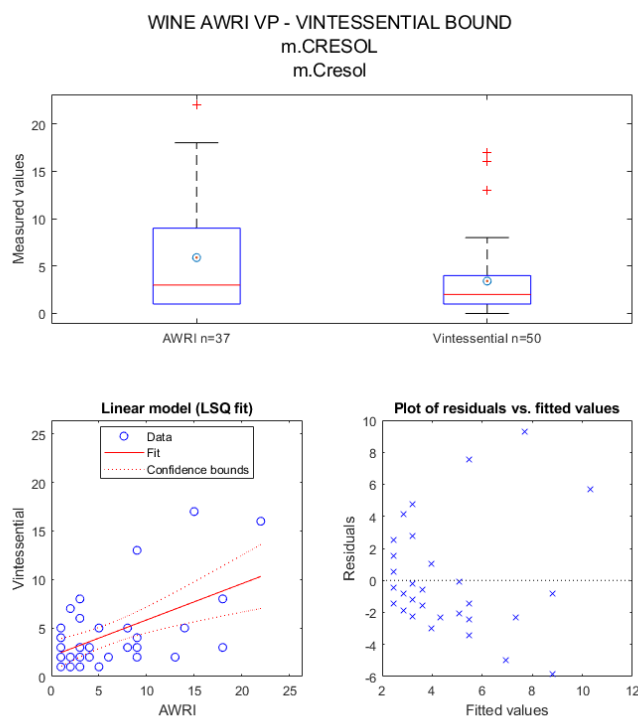 WINE AWRI VP - VINTESSENTIAL BOUND
m.CRESOL
m.Cresol
Measured values
20
15
10
5
0
AWRI n=37
Vintessential n=50
Linear model (LSQ fit)
Data
Fit
Confidence bounds
Vintessential
25
20
15
10
5
0
0 5 10 15 20 25
AWRI
Plot of residuals vs. fitted values
Residuals
10
8
6
4
2
0
-2
-4
-6
2 4 6 8 10 12
Fitted values